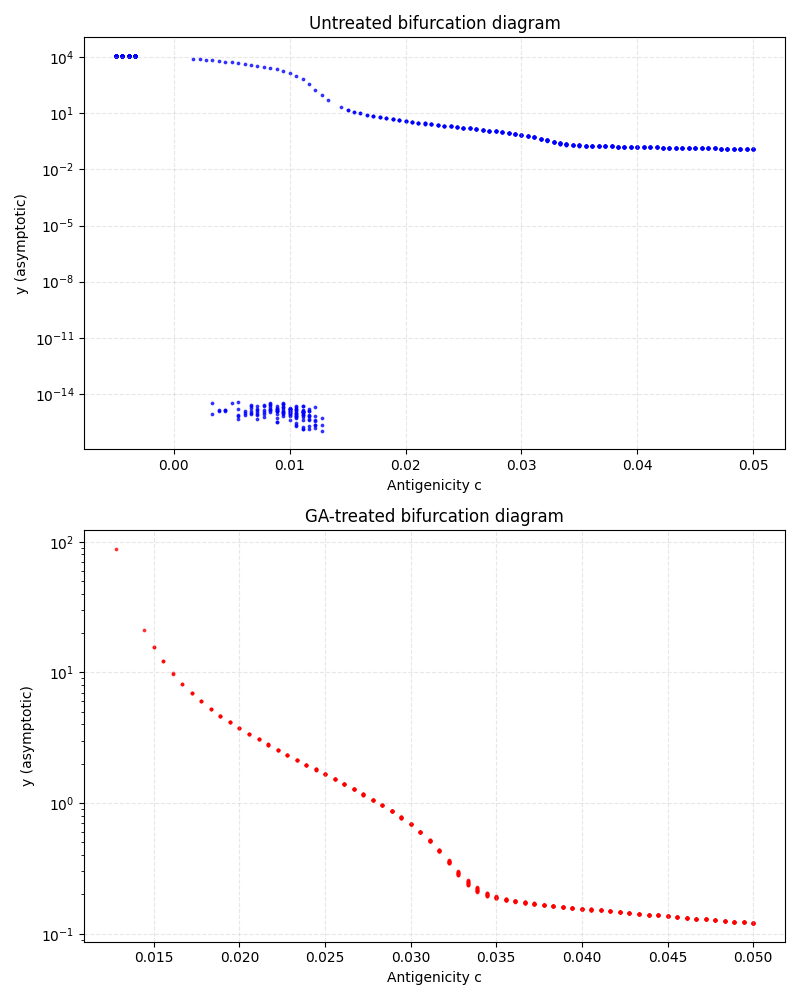 Untreated bifurcation diagram
y (asymptotic)
10^4
10^1
10^-2
10^-5
10^-8
10^-11
10^-14
0.00 0.01 0.02 0.03 0.04 0.05
Antigenicity c
GA-treated bifurcation diagram
y (asymptotic)
10^2
10^1
10^0
10^-1
0.015 0.020 0.025 0.030 0.035 0.040 0.045 0.050
Antigenicity c